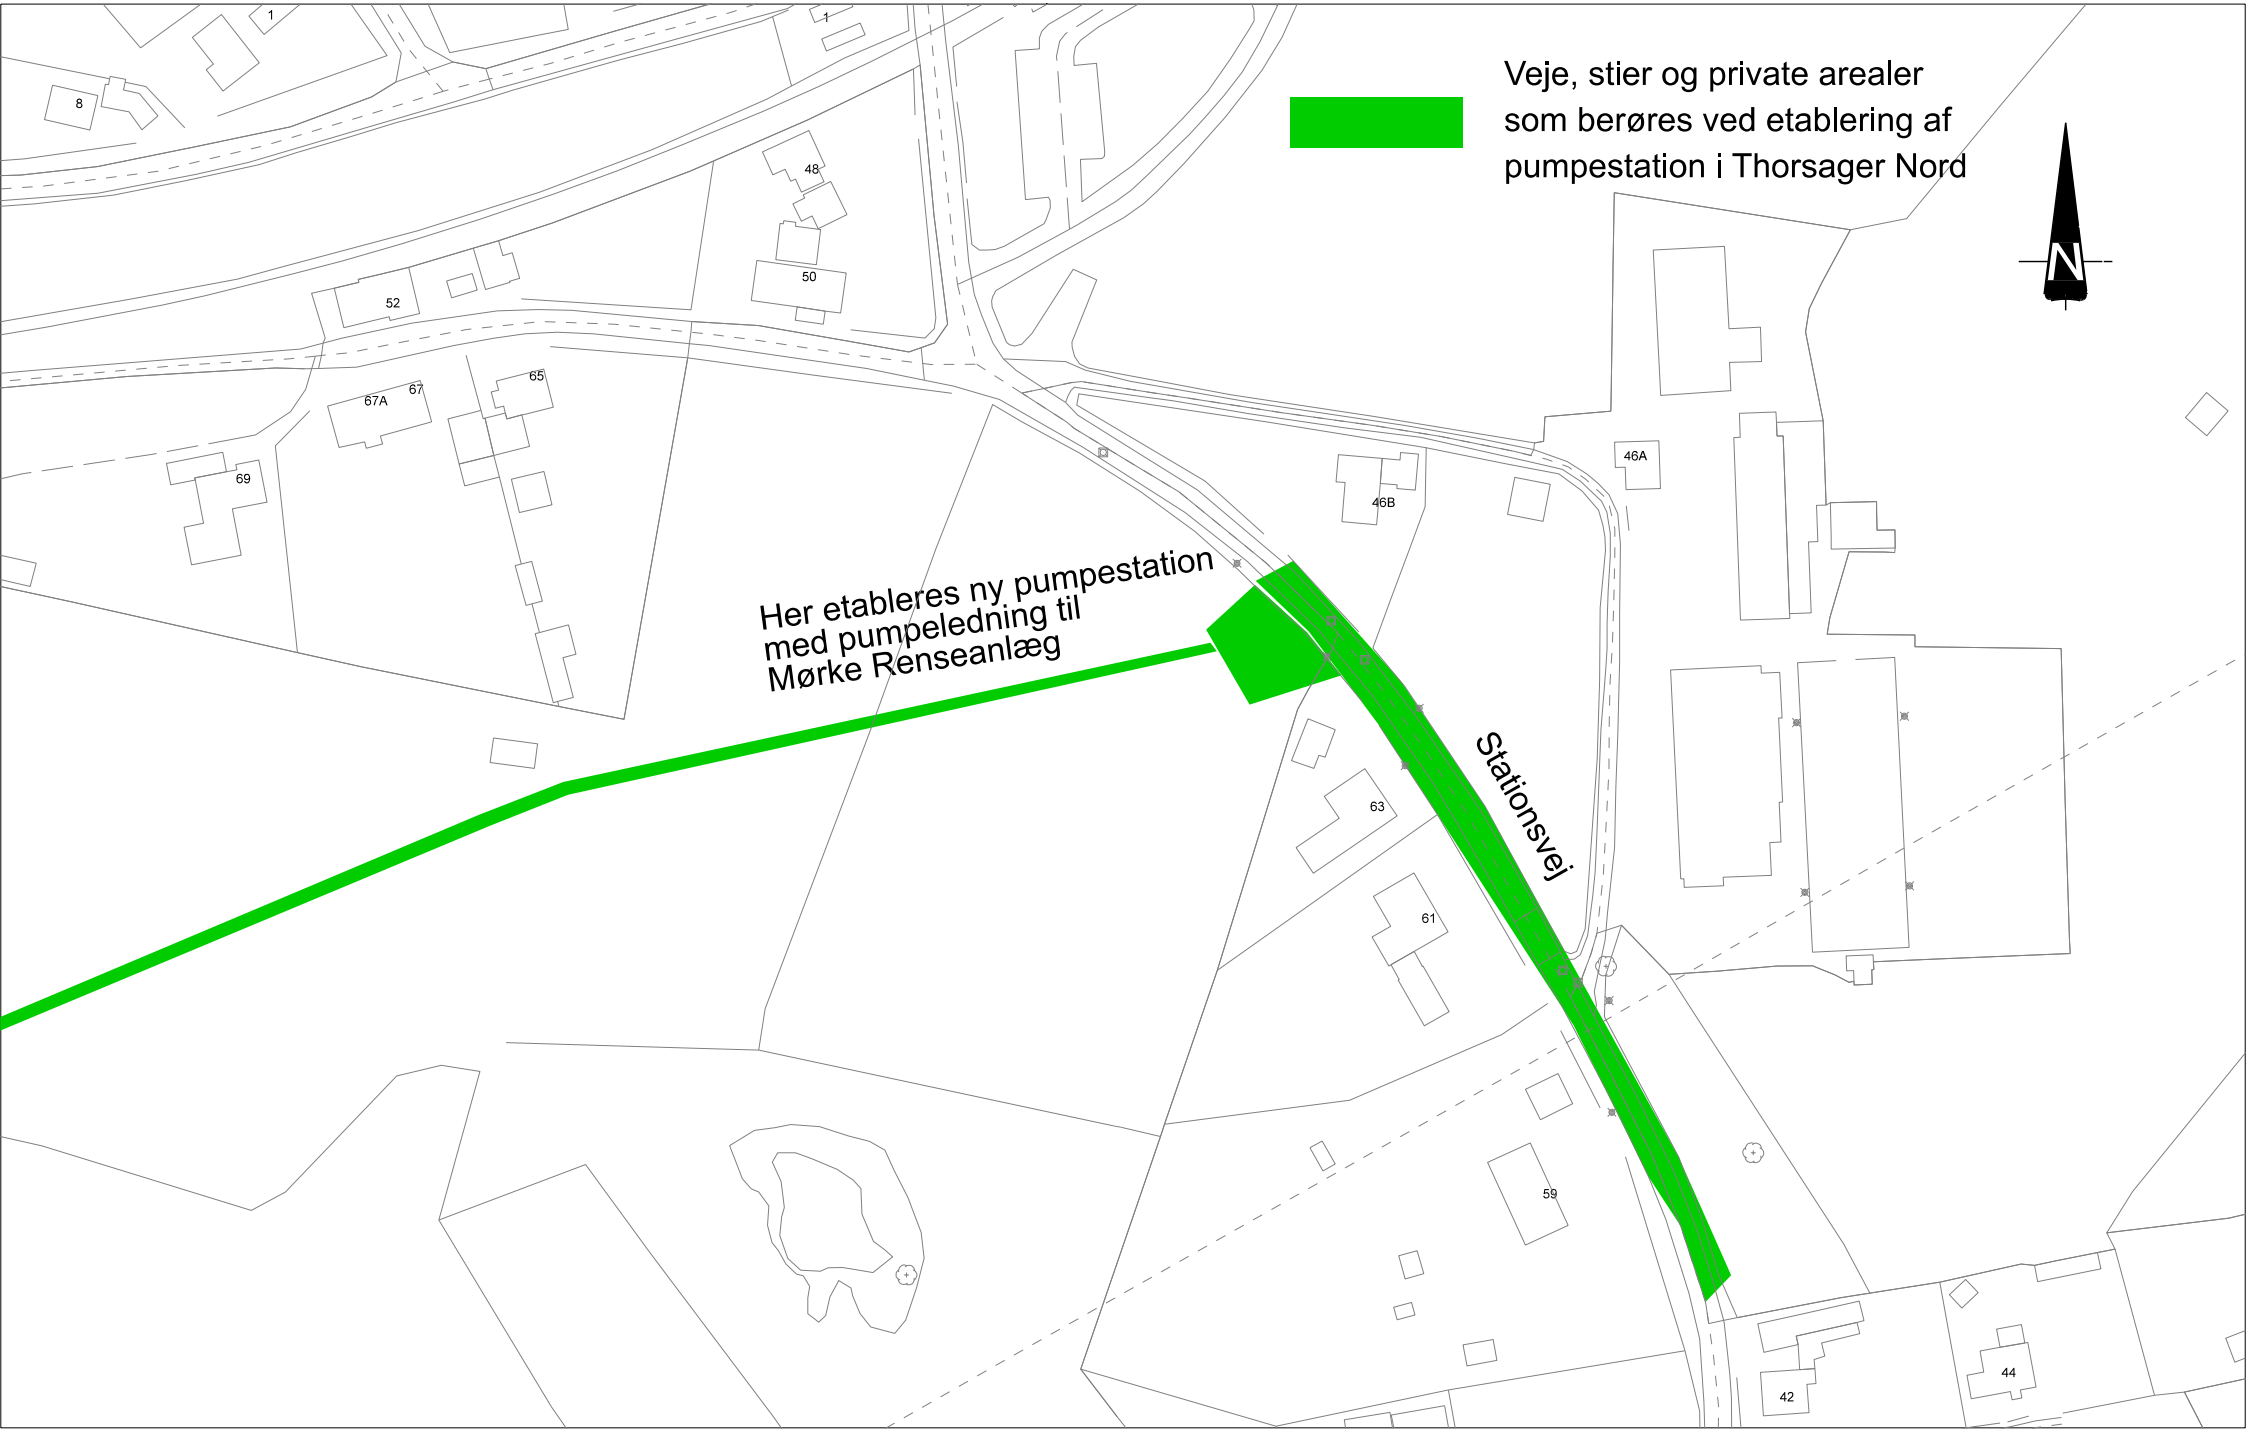 1
1
8
Veje, stier og private arealer
som berøres ved etablering af
pumpestation i Thorsager Nord
N
48
50
52
65
67
67A
69
46A
46B
Her etableres ny pumpestation
med pumpeledning til
Mørke Renseanlæg
Stationsvej
63
61
59
44
42